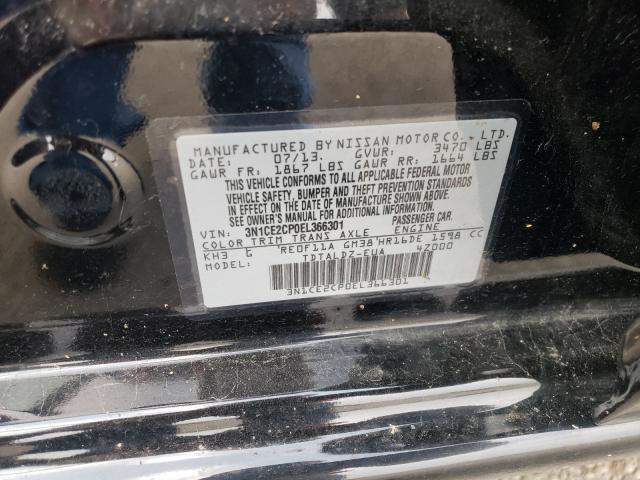 MANUFACTURED BY NISSAN MOTOR CO., LTD.
DATE: 07/13. GVWR: 3470 LBS
GAWR FR: 1867 LBS GAWR RR: 1664 LBS
THIS VEHICLE CONFORMS TO ALL APPLICABLE FEDERAL MOTOR
VEHICLE SAFETY, BUMPER AND THEFT PREVENTION STANDARDS
IN EFFECT ON THE DATE OF MANUFACTURE SHOWN ABOVE.
SEE OWNER'S MANUAL FOR ADDITIONAL INFORMATION
VIN: 3N1CE2CP0EL366301 PASSENGER CAR.
COLOR TRIM TRANS AXLE ENGINE
KH3 G RE0F11A GM38 HR16DE 1598 CC
MODEL: TDTALDZ-EUA 4Z000
3N1CE2CP0EL366301